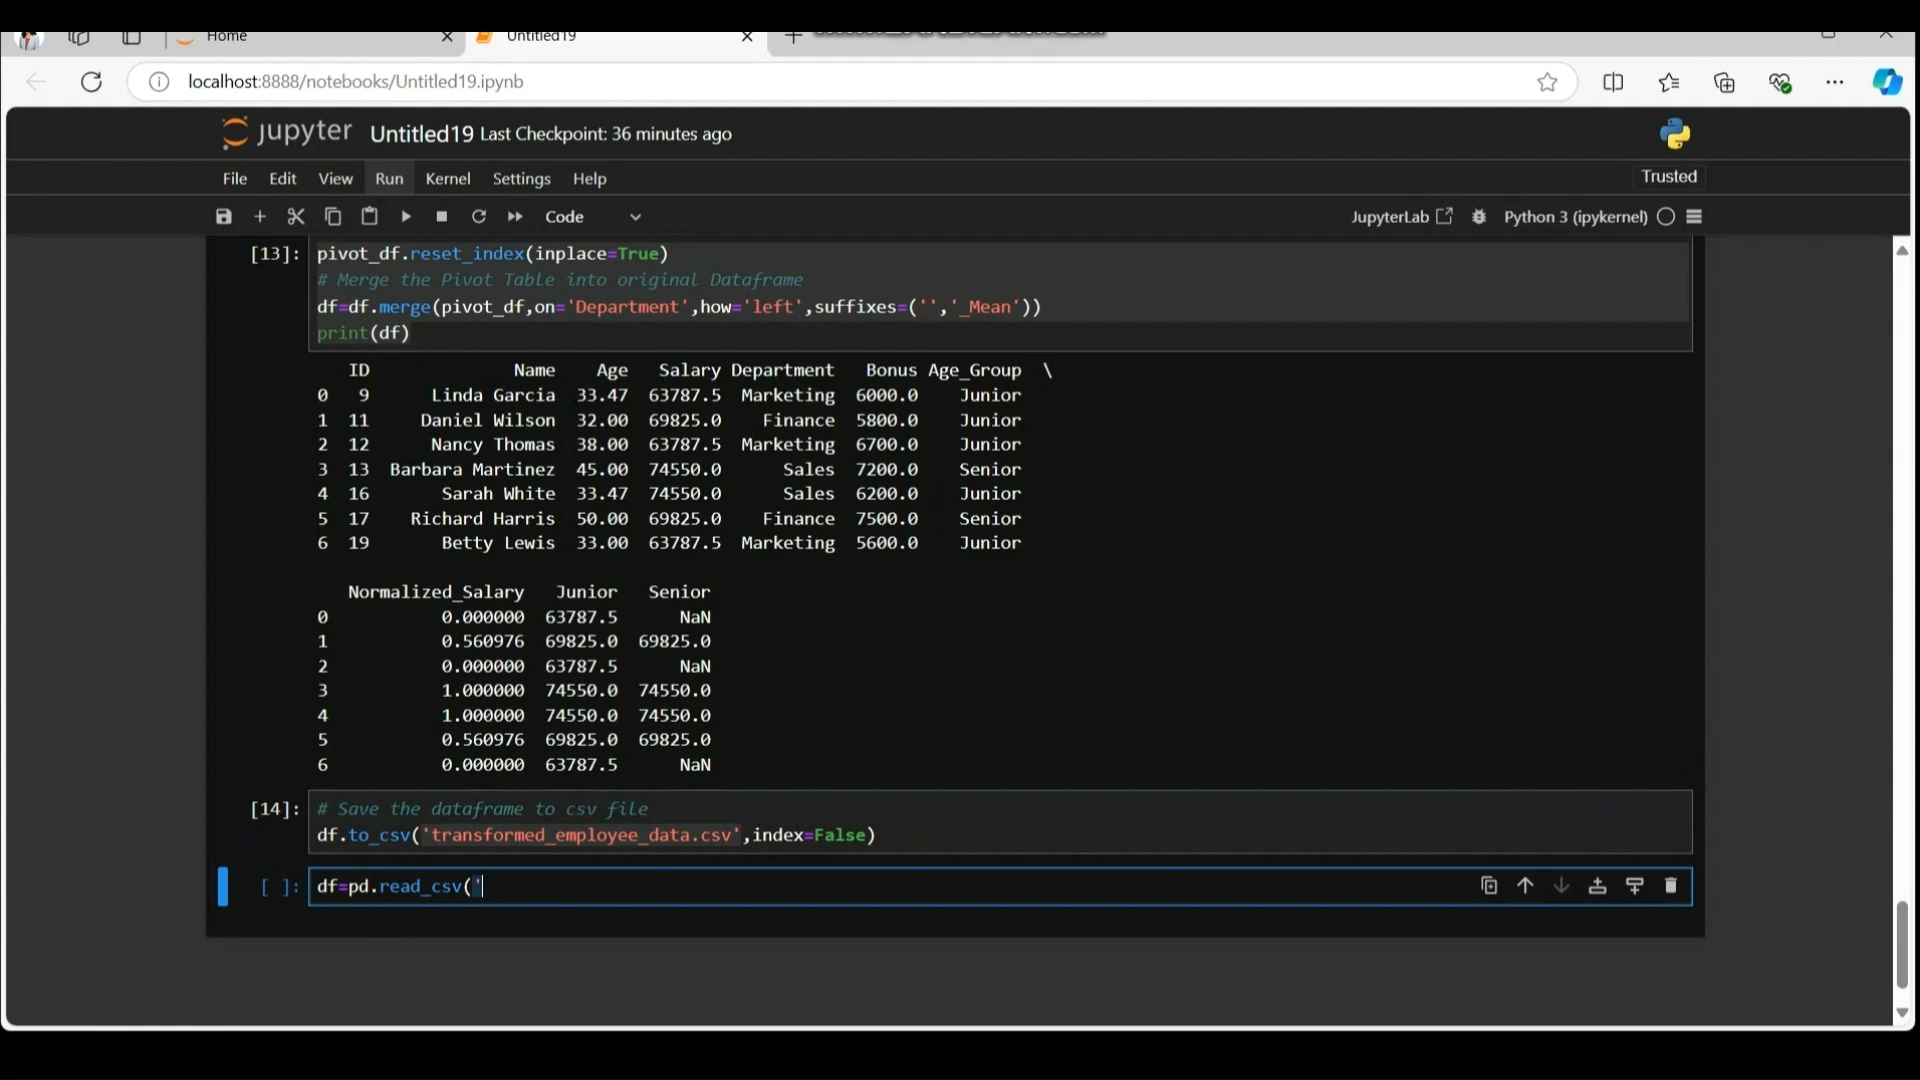 Home
Untitled19
localhost:8888/notebooks/Untitled19.ipynb
jupyter Untitled19 Last Checkpoint: 36 minutes ago
File Edit View Run Kernel Settings Help
Trusted
Code
JupyterLab
Python 3 (ipykernel)
[13]: pivot_df.reset_index(inplace=True)
# Merge the Pivot Table into original Dataframe
df=df.merge(pivot_df,on='Department',how='left',suffixes=('','_Mean'))
print(df)
ID Name Age Salary Department Bonus Age_Group \
0 9 Linda Garcia 33.47 63787.5 Marketing 6000.0 Junior
1 11 Daniel Wilson 32.00 69825.0 Finance 5800.0 Junior
2 12 Nancy Thomas 38.00 63787.5 Marketing 6700.0 Junior
3 13 Barbara Martinez 45.00 74550.0 Sales 7200.0 Senior
4 16 Sarah White 33.47 74550.0 Sales 6200.0 Junior
5 17 Richard Harris 50.00 69825.0 Finance 7500.0 Senior
6 19 Betty Lewis 33.00 63787.5 Marketing 5600.0 Junior
Normalized_Salary Junior Senior
0 0.000000 63787.5 NaN
1 0.560976 69825.0 69825.0
2 0.000000 63787.5 NaN
3 1.000000 74550.0 74550.0
4 1.000000 74550.0 74550.0
5 0.560976 69825.0 69825.0
6 0.000000 63787.5 NaN
[14]: # Save the dataframe to csv file
df.to_csv('transformed_employee_data.csv',index=False)
[ ]: df=pd.read_csv('